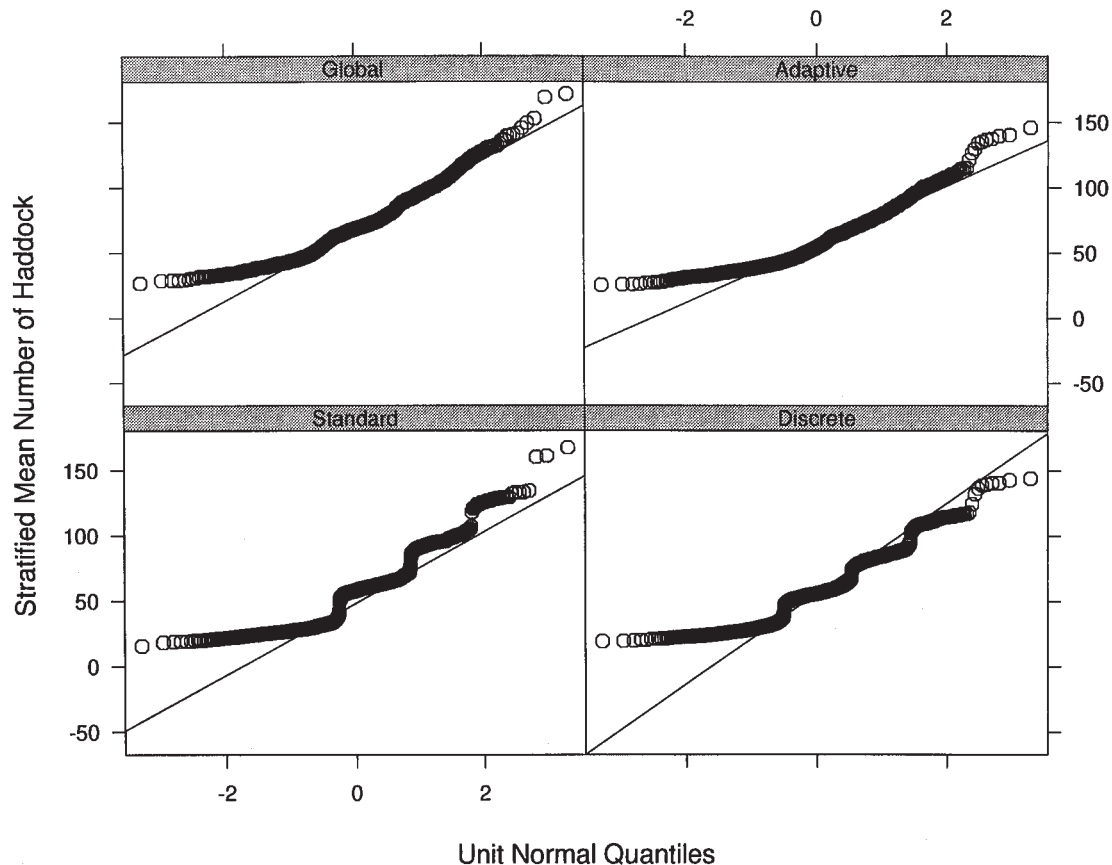 -2 0 2
Global
Adaptive
150
100
50
0
-50
Standard
Discrete
150
100
50
0
-50
-2 0 2
Stratified Mean Number of Haddock
Unit Normal Quantiles